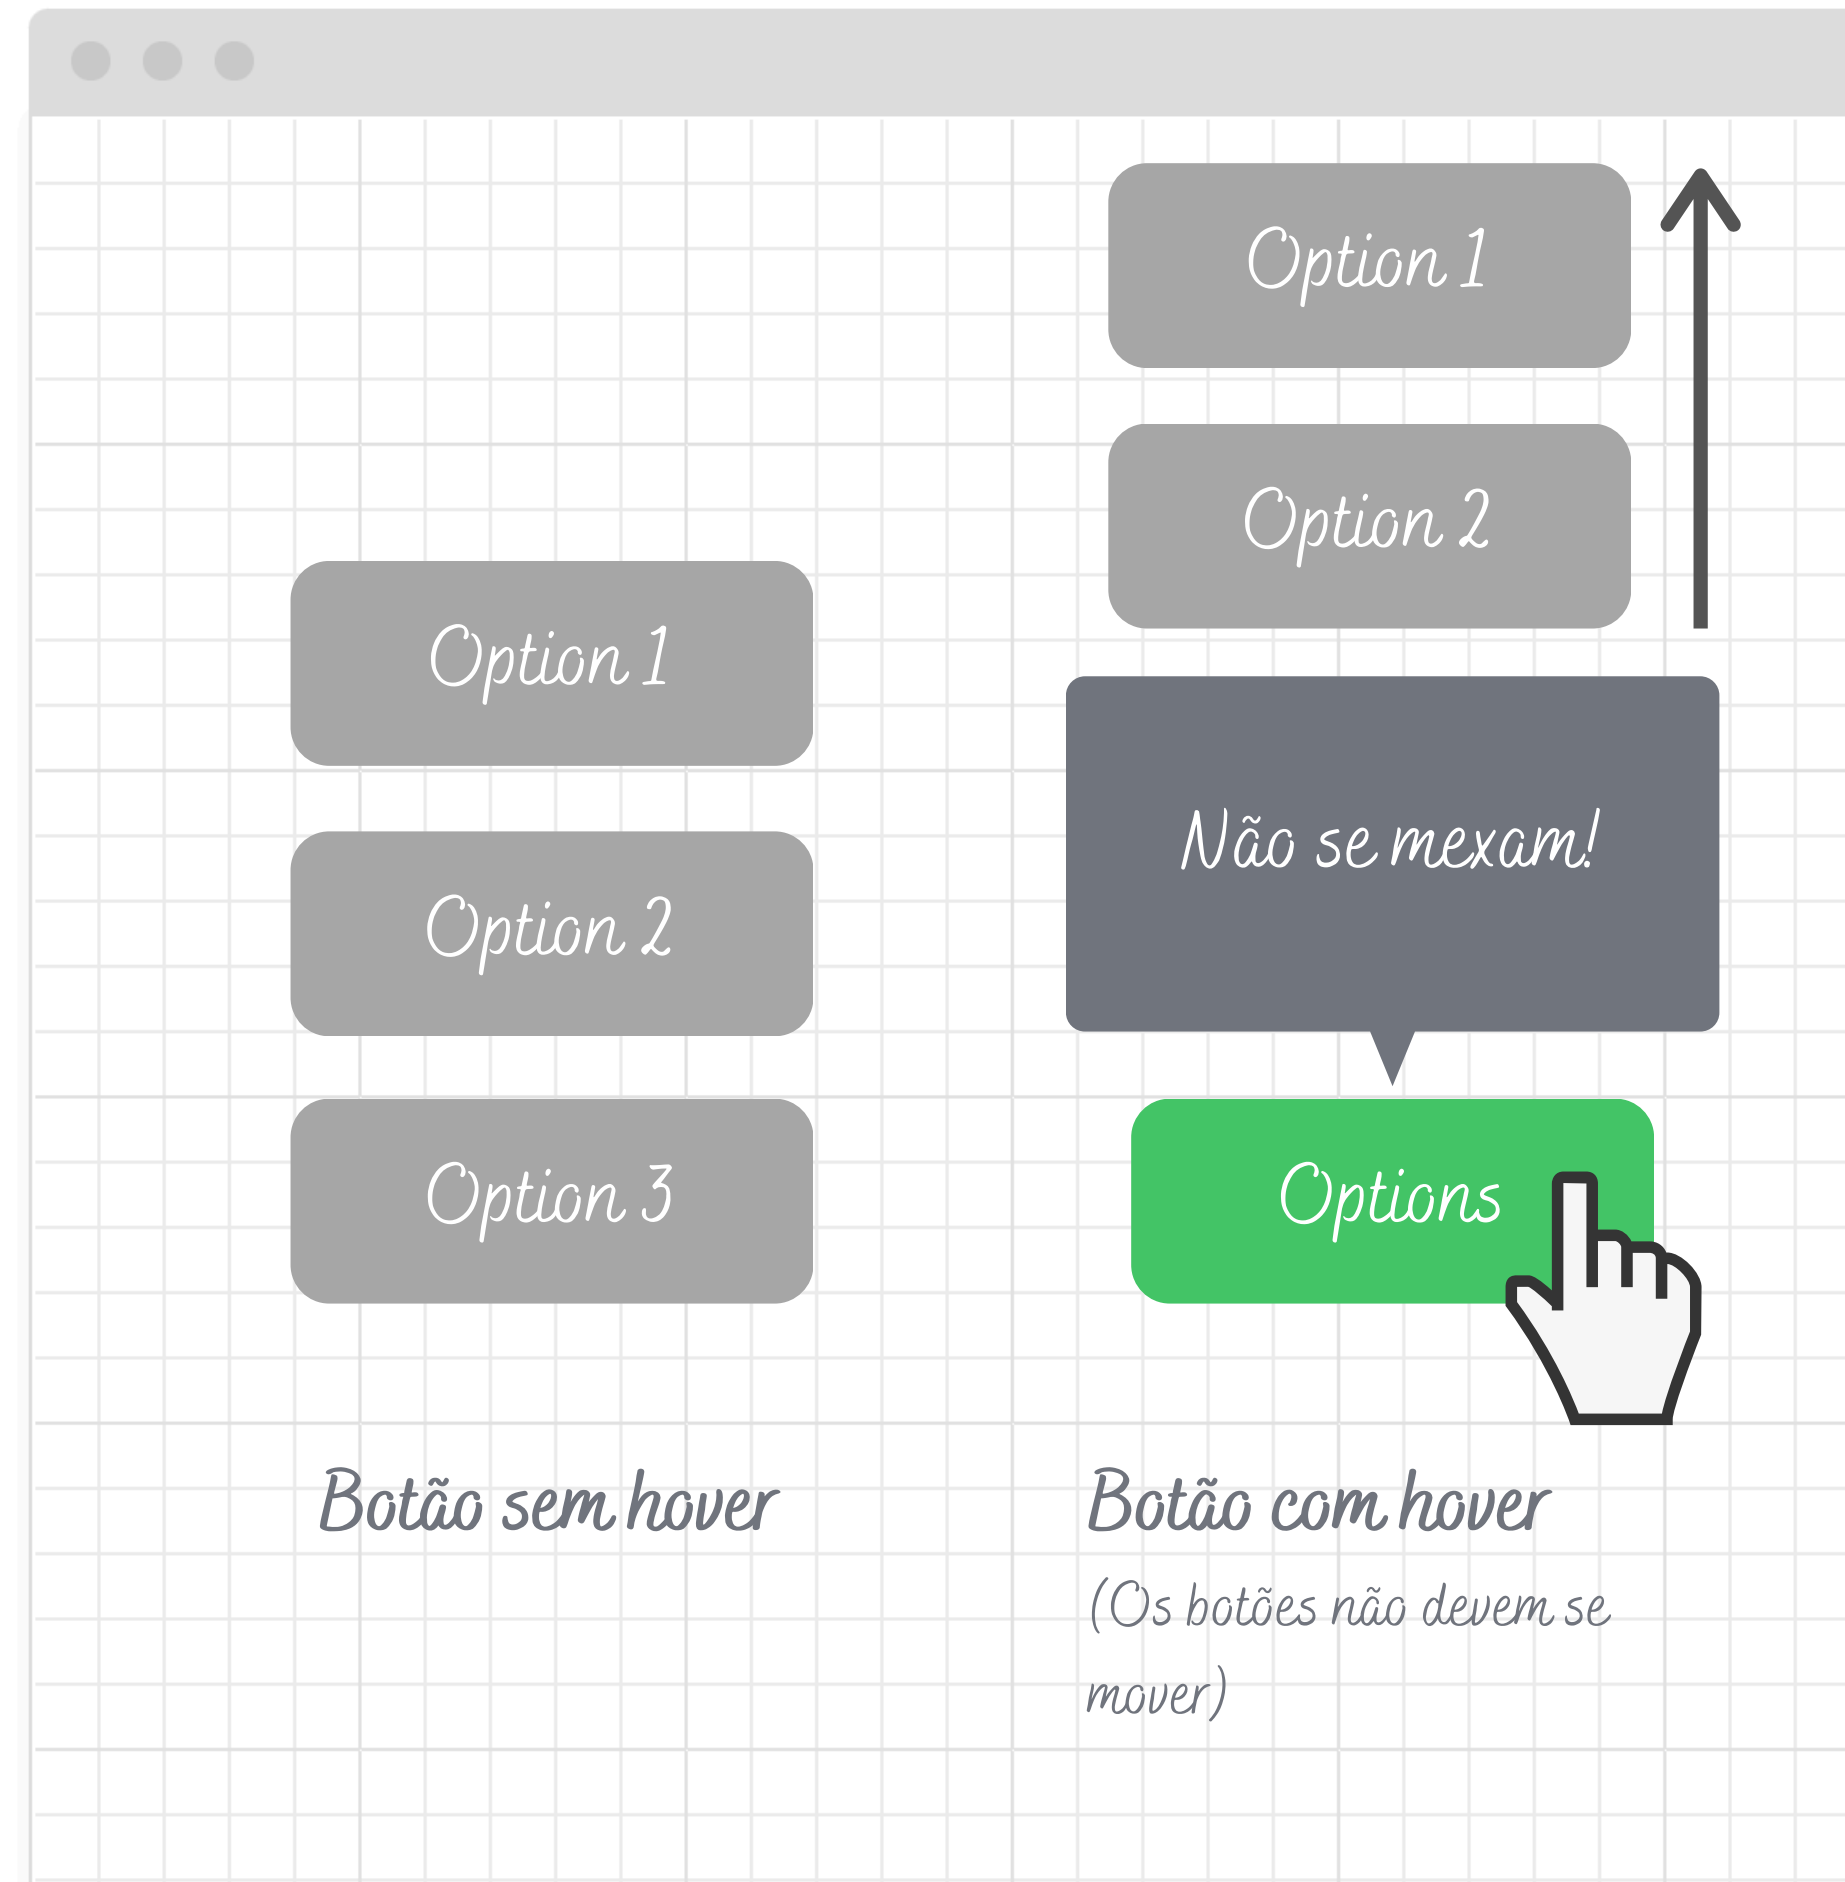 Option 1
Option 2
Option 3
Botão sem hover
Option 1
Option 2
Não se mexam!
Options
Botão com hover
(Os botões não devem se
mover)